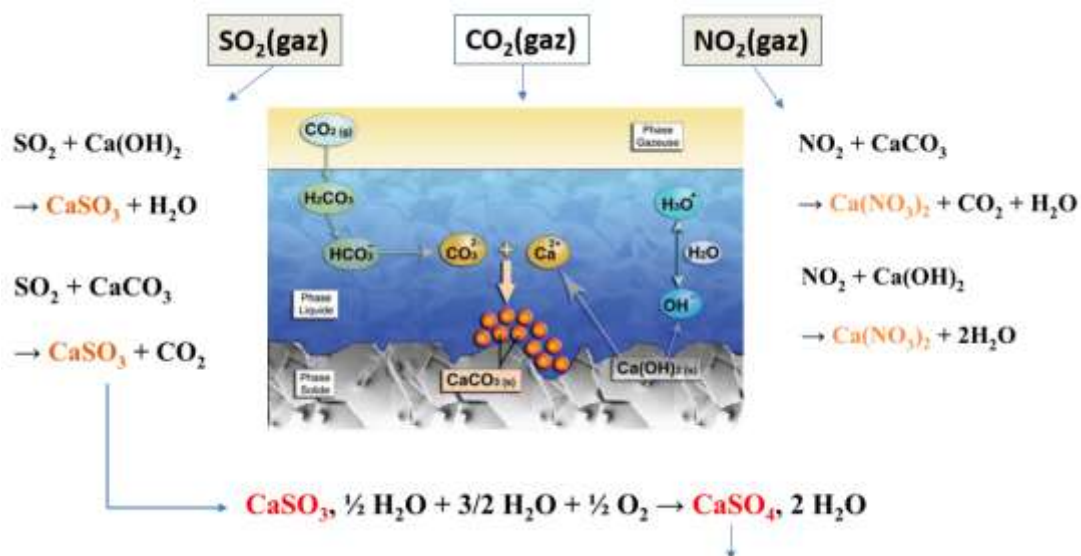 SO₂(gaz)
CO₂(gaz)
NO₂(gaz)
SO₂ + Ca(OH)₂
→ CaSO₃ + H₂O
SO₂ + CaCO₃
→ CaSO₃ + CO₂
CO₂ (g)
Phase
Gazeuse
H₂CO₃
HCO₃⁻
CO₃²⁻ + Ca²⁺
H₃O⁺
H₂O
OH⁻
Phase
Liquide
Phase
Solide
CaCO₃ (s)
Ca(OH)₂ (s)
NO₂ + CaCO₃
→ Ca(NO₃)₂ + CO₂ + H₂O
NO₂ + Ca(OH)₂
→ Ca(NO₃)₂ + 2H₂O
CaSO₃, ½ H₂O + 3/2 H₂O + ½ O₂ → CaSO₄, 2 H₂O